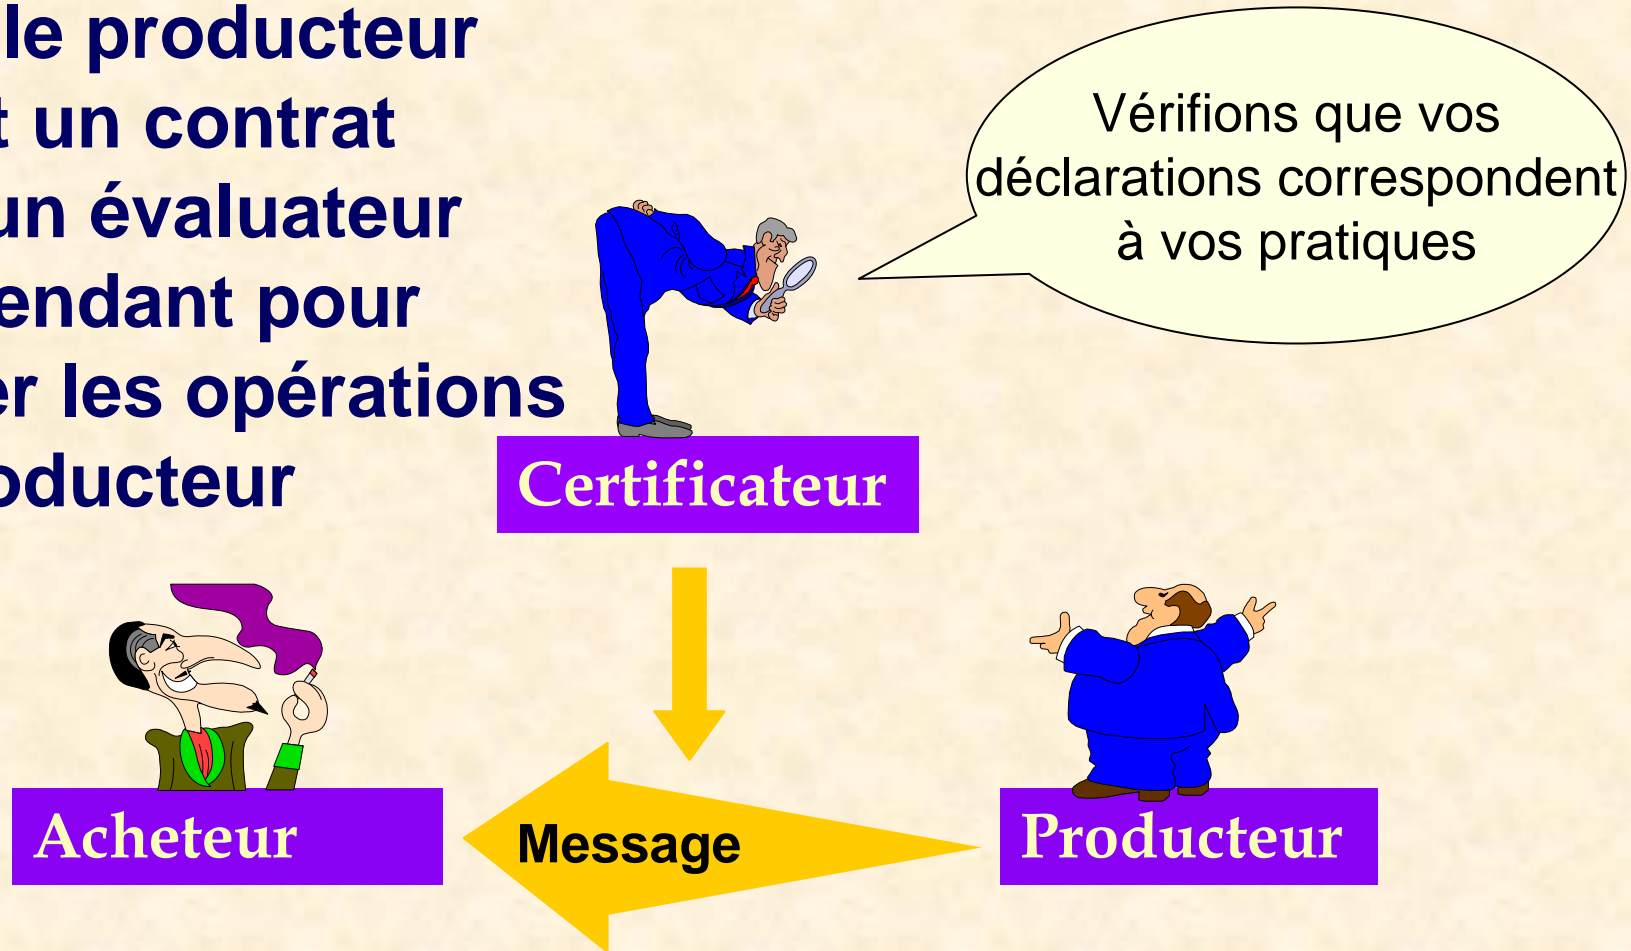 le producteur
t un contrat
un évaluateur
endant pour
er les opérations
oducteur
Vérifions que vos
déclarations correspondent
à vos pratiques
Certificateur
Acheteur
Message
Producteur